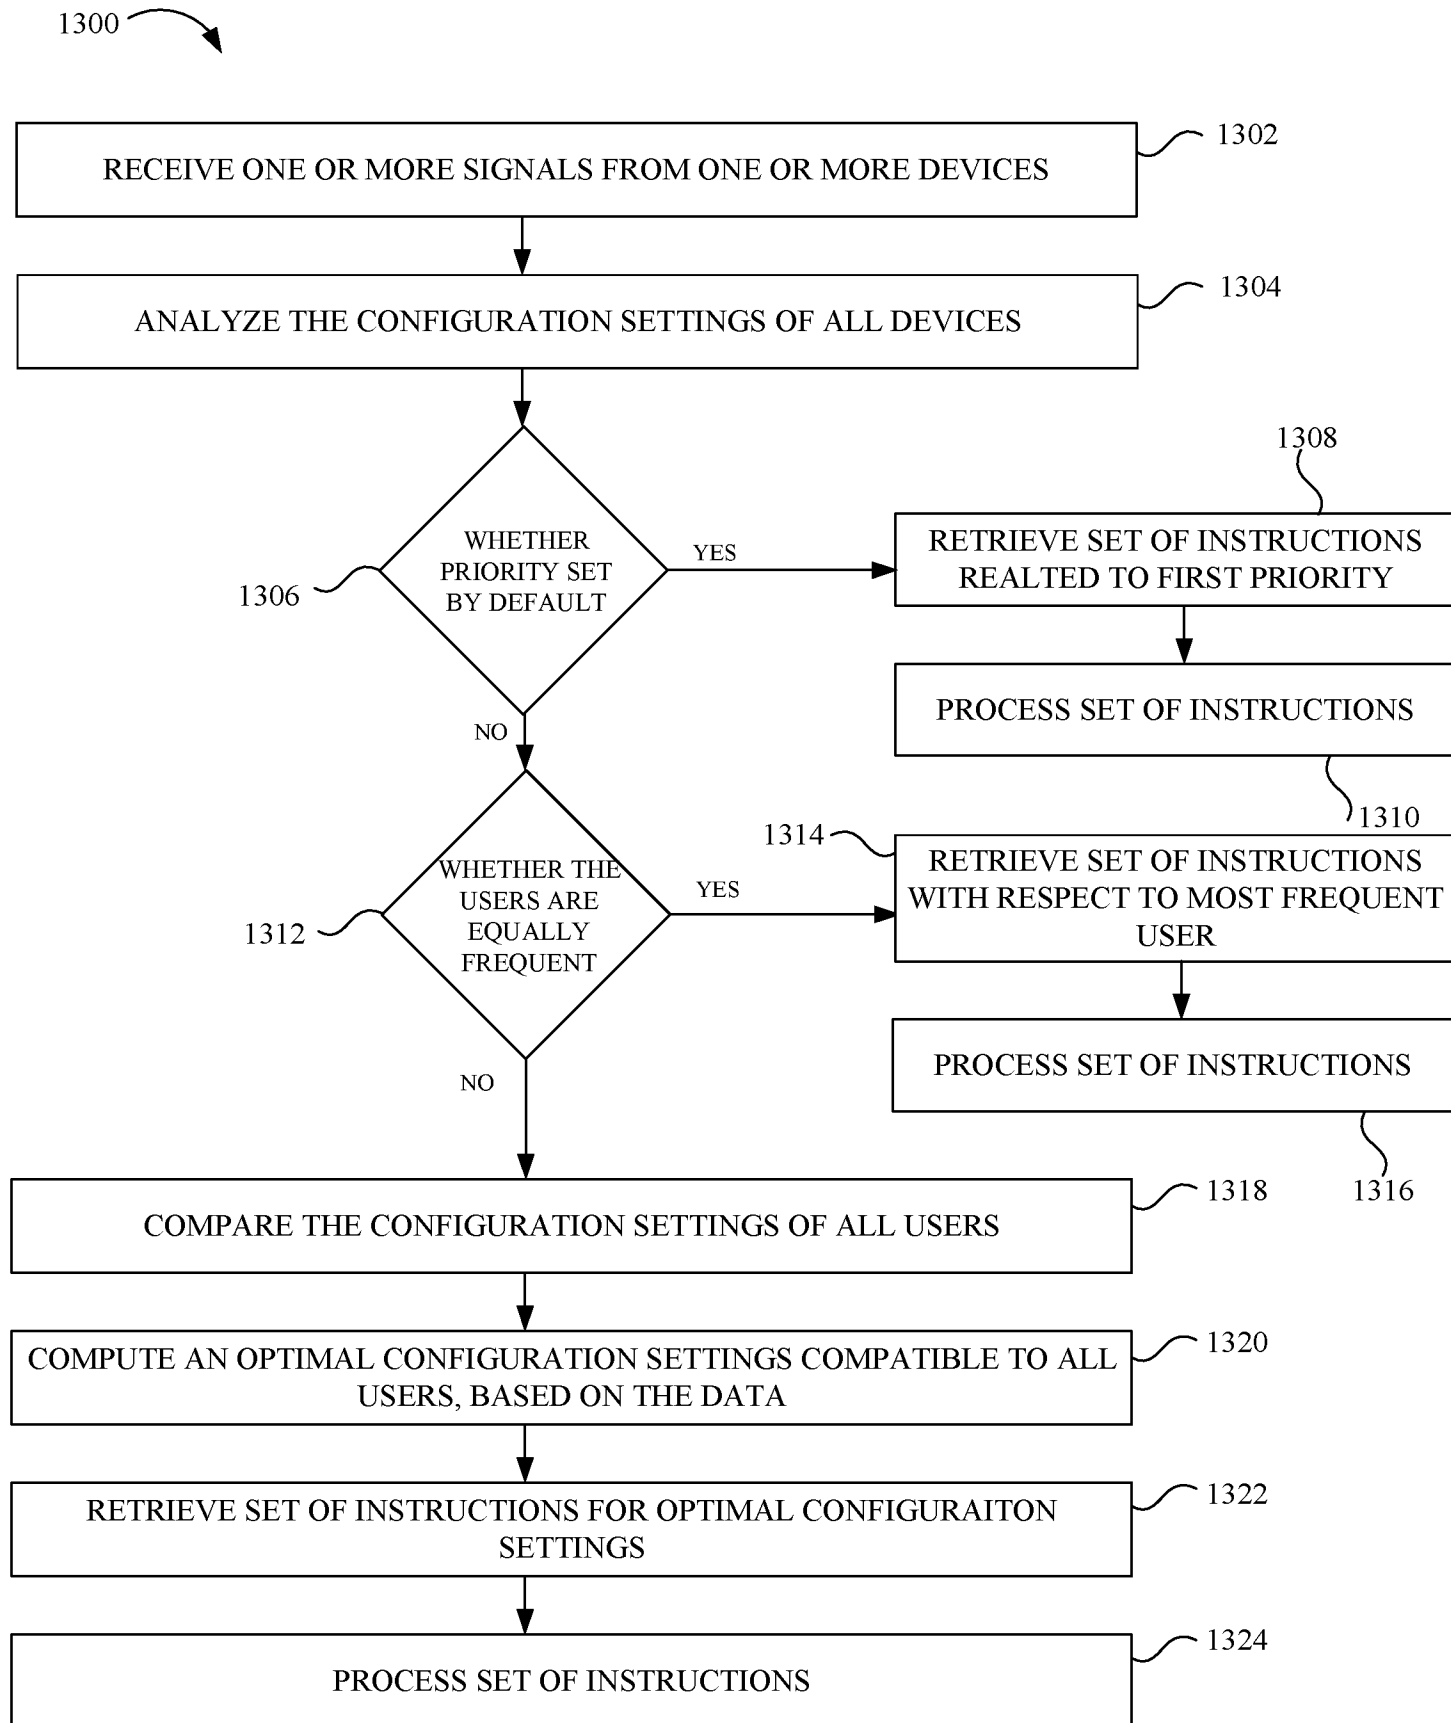 1300
RECEIVE ONE OR MORE SIGNALS FROM ONE OR MORE DEVICES
1302
ANALYZE THE CONFIGURATION SETTINGS OF ALL DEVICES
1304
WHETHER
PRIORITY SET
BY DEFAULT
1306
YES
NO
1308
RETRIEVE SET OF INSTRUCTIONS
REALTED TO FIRST PRIORITY
PROCESS SET OF INSTRUCTIONS
1310
WHETHER THE
USERS ARE
EQUALLY
FREQUENT
1312
YES
NO
1314
RETRIEVE SET OF INSTRUCTIONS
WITH RESPECT TO MOST FREQUENT
USER
PROCESS SET OF INSTRUCTIONS
1316
COMPARE THE CONFIGURATION SETTINGS OF ALL USERS
1318
COMPUTE AN OPTIMAL CONFIGURATION SETTINGS COMPATIBLE TO ALL
USERS, BASED ON THE DATA
1320
RETRIEVE SET OF INSTRUCTIONS FOR OPTIMAL CONFIGURAITON
SETTINGS
1322
PROCESS SET OF INSTRUCTIONS
1324